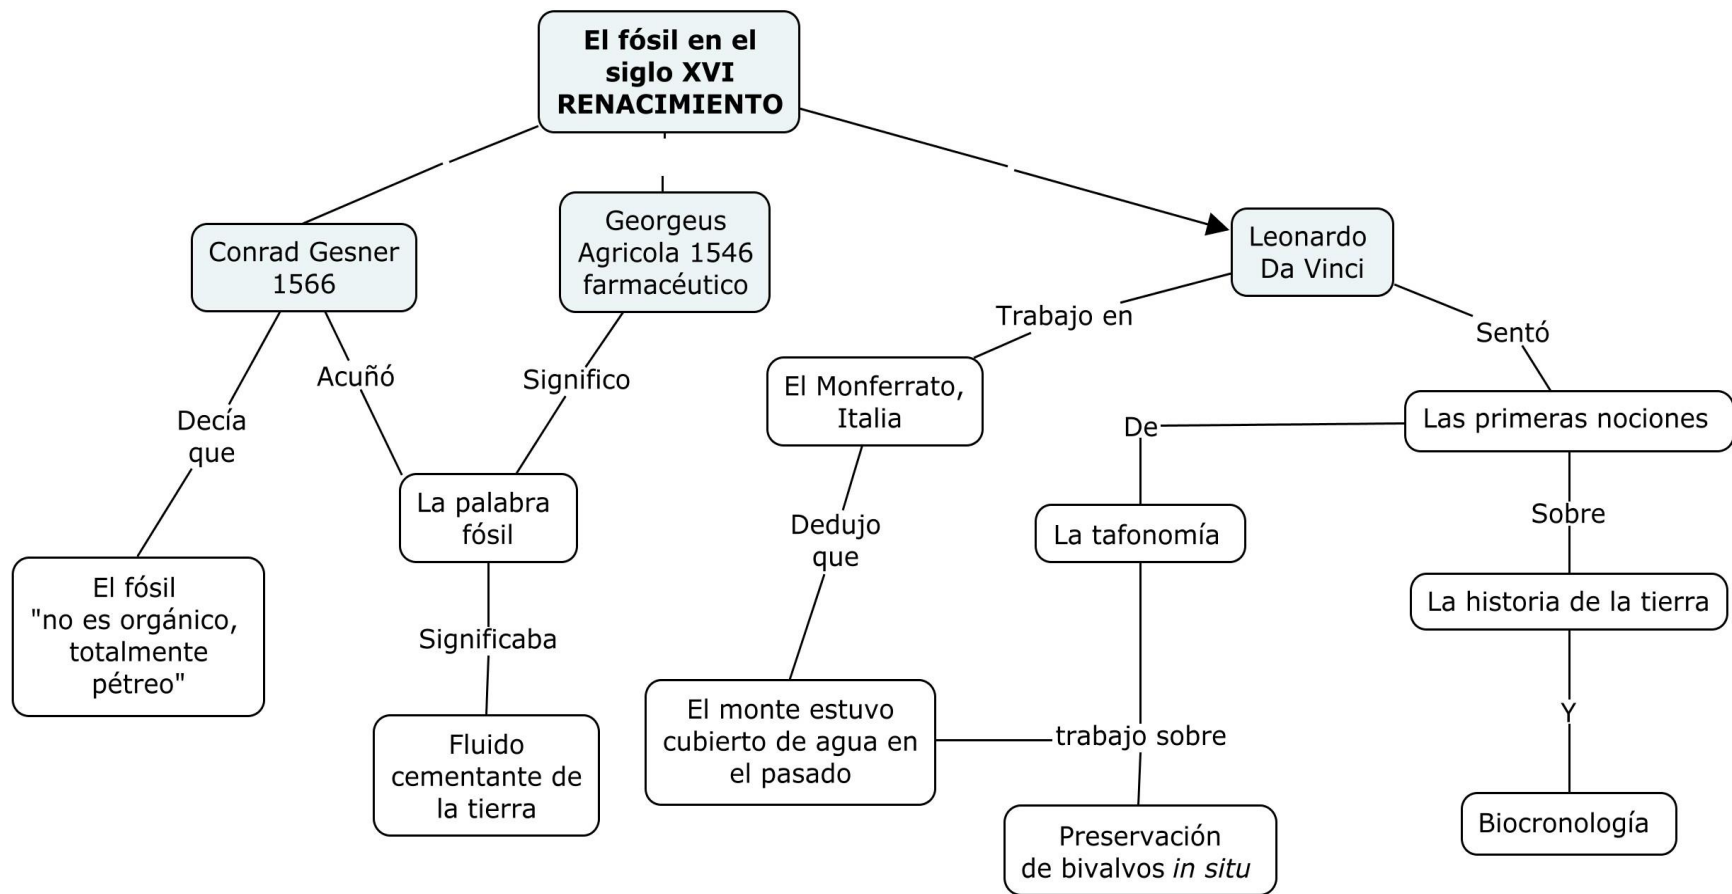 El fósil en el
siglo XVI
RENACIMIENTO
Conrad Gesner
1566
Georgeus
Agricola 1546
farmacéutico
Leonardo
Da Vinci
Decía
que
Acuñó
Significo
Trabajo en
Sentó
El fósil
"no es orgánico,
totalmente
pétreo"
La palabra
fósil
Significaba
Fluido
cementante de
la tierra
El Monferrato,
Italia
Dedujo
que
El monte estuvo
cubierto de agua en
el pasado
Las primeras nociones
De
La tafonomía
trabajo sobre
Preservación
de bivalvos in situ
Sobre
La historia de la tierra
Y
Biocronología